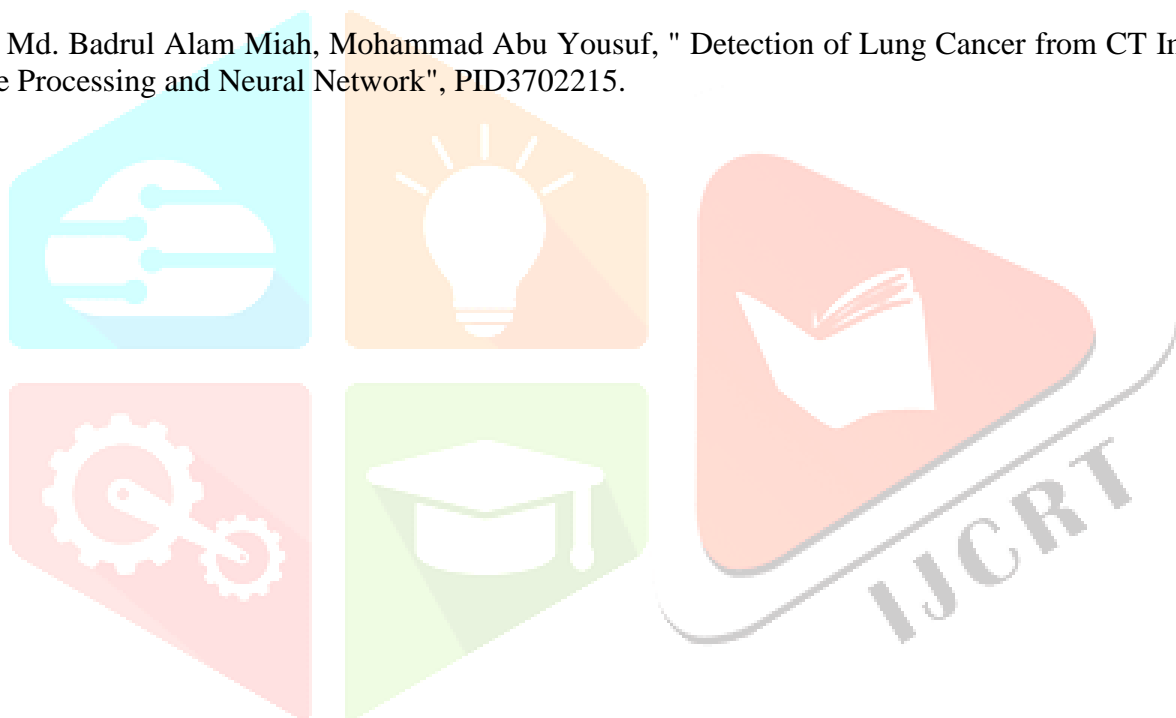 Md. Badrul Alam Miah, Mohammad Abu Yousuf, " Detection of Lung Cancer from CT
Processing and Neural Network", PID3702215.
IJCRT